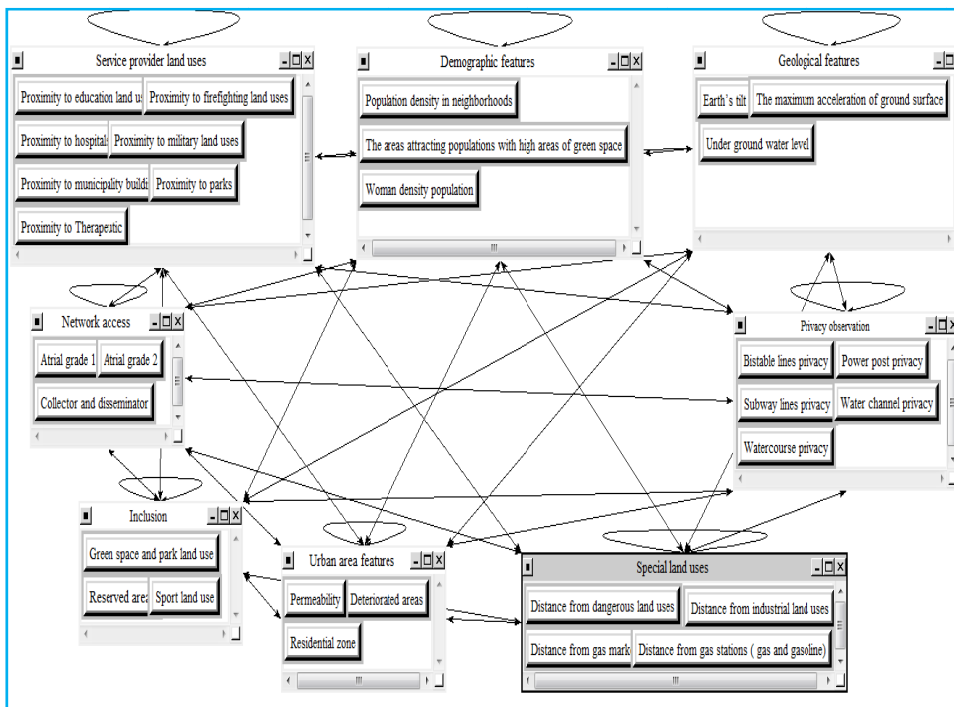 Service provider land uses
Proximity to education land u
Proximity to firefighting land uses
Proximity to hospital
Proximity to military land uses
Proximity to municipality buildi
Proximity to parks
Proximity to Therapeutic
Demographic features
Population density in neighborhoods
The areas attracting populations with high areas of green space
Woman density population
Geological features
Earth's tilt
The maximum acceleration of ground surface
Under ground water level
Network access
Atrial grade 1
Atrial grade 2
Collector and disseminator
Privacy observation
Bistable lines privacy
Power post privacy
Subway lines privacy
Water channel privacy
Watercourse privacy
Inclusion
Green space and park land use
Reserved area
Sport land use
Urban area features
Permeability
Deteriorated areas
Residential zone
Special land uses
Distance from dangerous land uses
Distance from industrial land uses
Distance from gas mark
Distance from gas stations ( gas and gasoline)